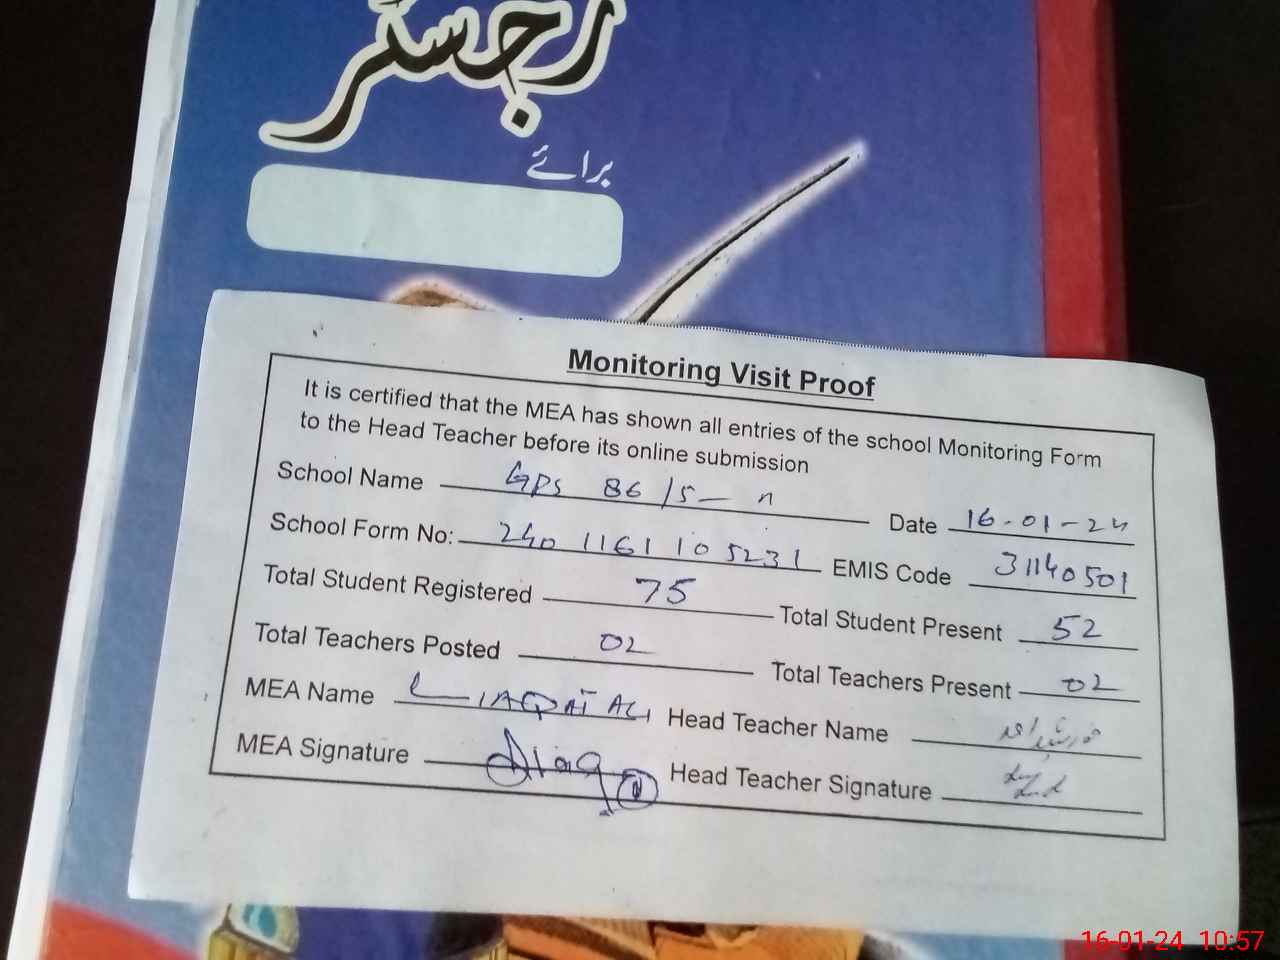 رجسٹر
برائے
Monitoring Visit Proof
It is certified that the MEA has shown all entries of the school Monitoring Form
to the Head Teacher before its online submission
School Name GPS 86/5-
Date 16-01-24
School Form No: 240 1161 105231 EMIS Code 31140501
Total Student Registered 75 Total Student Present 52
Total Teachers Posted 02 Total Teachers Present 02
MEA Name LIAQAT ALI Head Teacher Name خورشید احمد
MEA Signature Head Teacher Signature
16-01-24 10:57